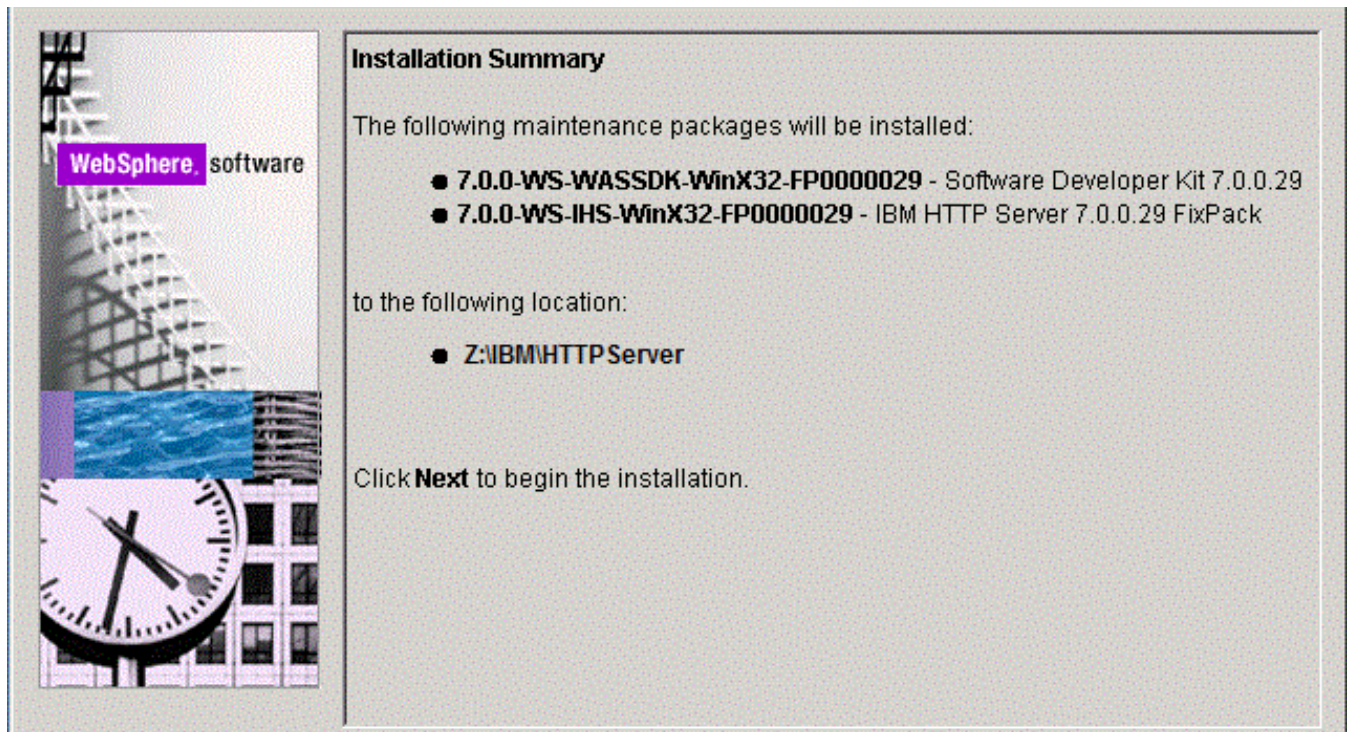 WebSphere. software
Installation Summary
The following maintenance packages will be installed:
● 7.0.0-WS-WASSDK-WinX32-FP0000029 - Software Developer Kit 7.0.0.29
● 7.0.0-WS-IHS-WinX32-FP0000029 - IBM HTTP Server 7.0.0.29 FixPack
to the following location:
● Z:\IBM\HTTPServer
Click Next to begin the installation.